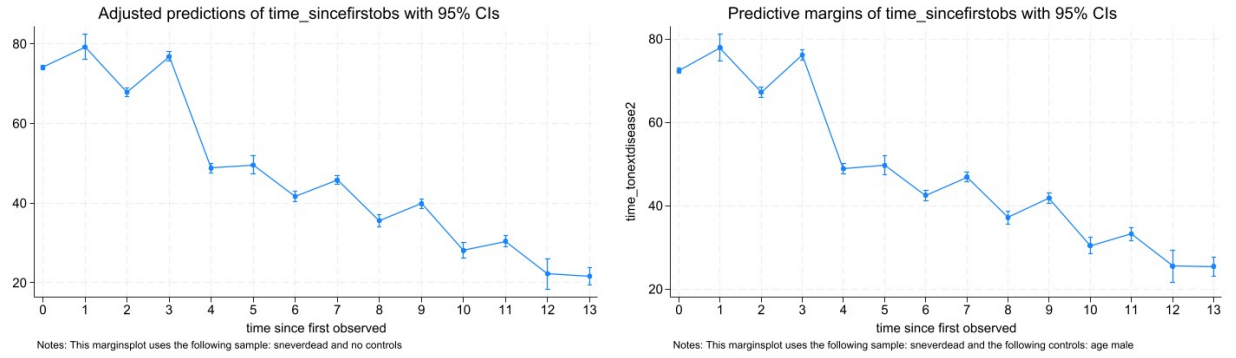 Adjusted predictions of time_sincefirstobs with 95% CIs
80
60
40
20
0 1 2 3 4 5 6 7 8 9 10 11 12 13
time since first observed
Notes: This marginsplot uses the following sample: sneverdead and no controls
Predictive margins of time_sincefirstobs with 95% CIs
time_tonextdisease2
80
60
40
20
0 1 2 3 4 5 6 7 8 9 10 11 12 13
time since first observed
Notes: This marginsplot uses the following sample: sneverdead and the following controls: age male